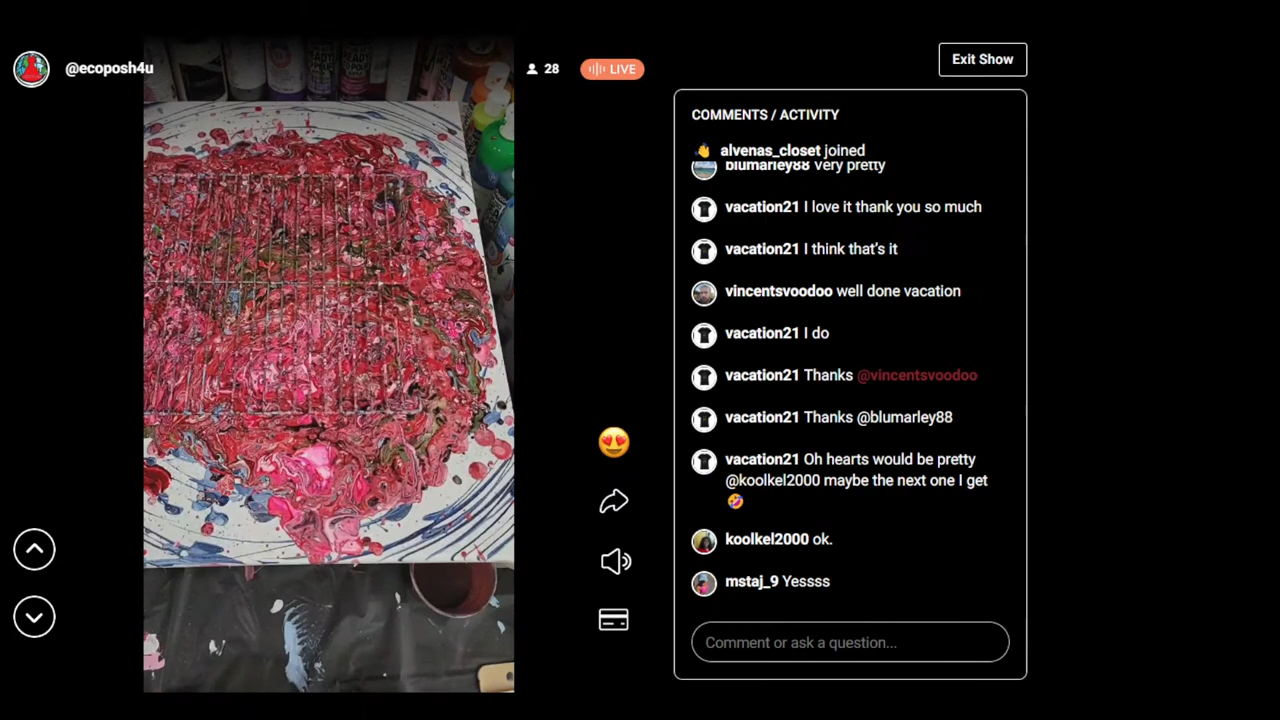 @ecoposh4u
28
LIVE
Exit Show
COMMENTS / ACTIVITY
👋 alvenas_closet joined
blumarley88 Very pretty
vacation21 I love it thank you so much
vacation21 I think that's it
vincentsvoodoo well done vacation
vacation21 I do
vacation21 Thanks @vincentsvoodoo
vacation21 Thanks @blumarley88
vacation21 Oh hearts would be pretty
@koolkel2000 maybe the next one I get
🤣
koolkel2000 ok.
mstaj_9 Yessss
Comment or ask a question...